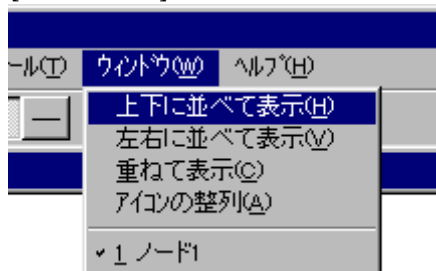 ール(T) ウィンドウ(W) ヘルプ(H)
上下に並べて表示(H)
左右に並べて表示(V)
重ねて表示(C)
アイコンの整列(A)
✓ 1 ノード1